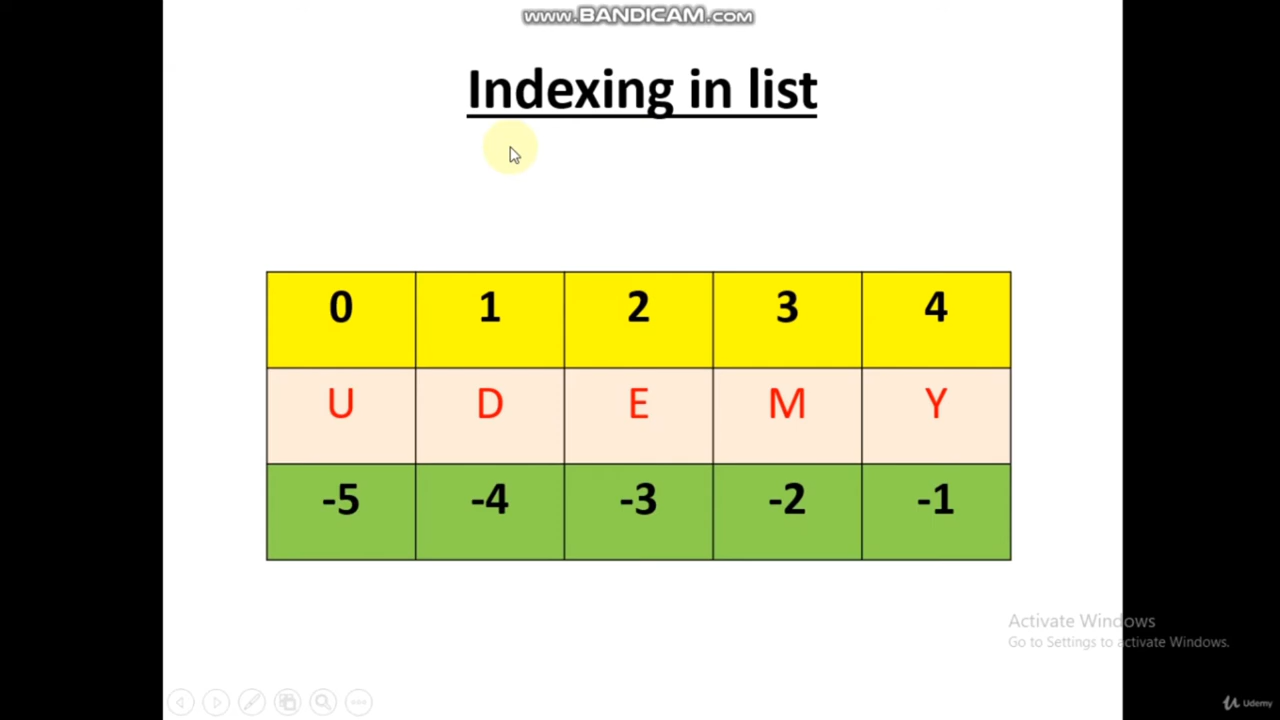 www.BANDICAM.com
Indexing in list
0 1 2 3 4
U D E M Y
-5 -4 -3 -2 -1
Activate Windows
Go to Settings to activate Windows.
Udemy